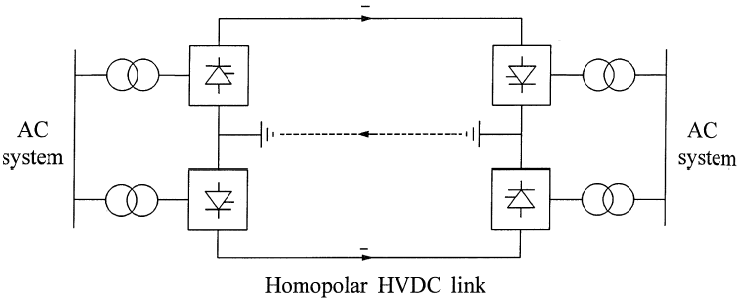 –
AC
system
AC
system
–
Homopolar HVDC link